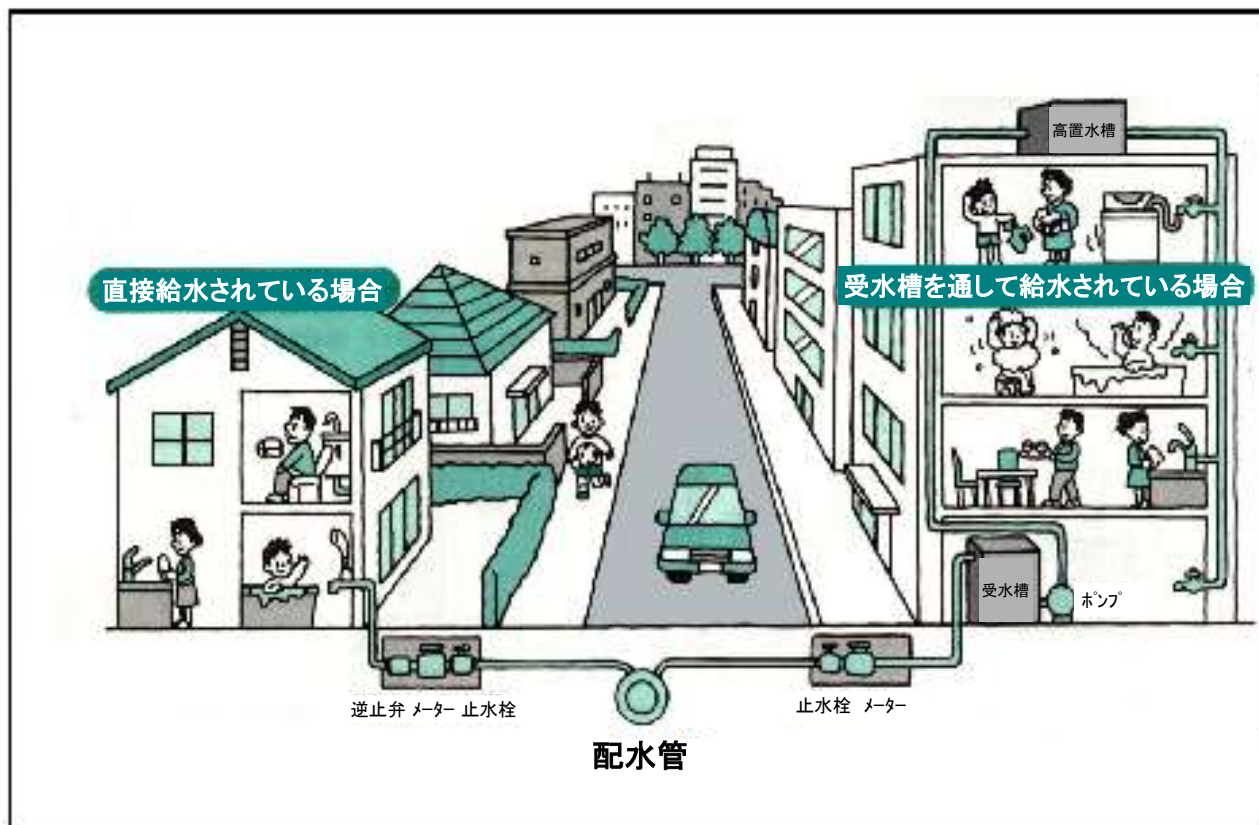 高置水槽
直接給水されている場合
受水槽を通して給水されている場合
受水槽
ポンプ
逆止弁 メーター 止水栓
止水栓 メーター
配水管